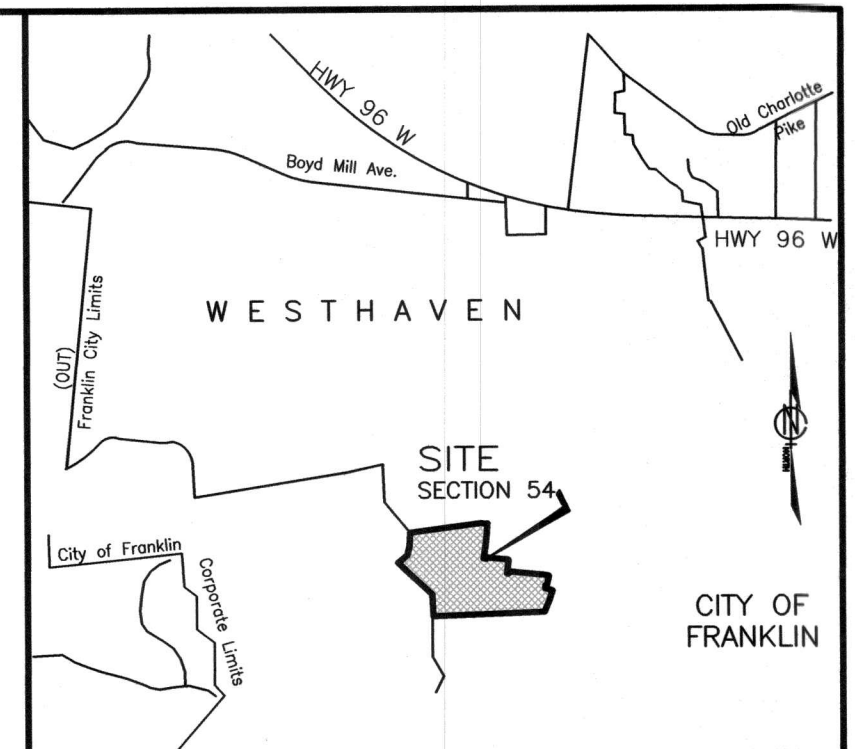 HWY 96 W
Old Charlotte
Pike
Boyd Mill Ave.
HWY 96 W
WESTHAVEN
(OUT)
Franklin City Limits
N
NORTH
SITE
SECTION 54
City of Franklin
Corporate Limits
CITY OF
FRANKLIN